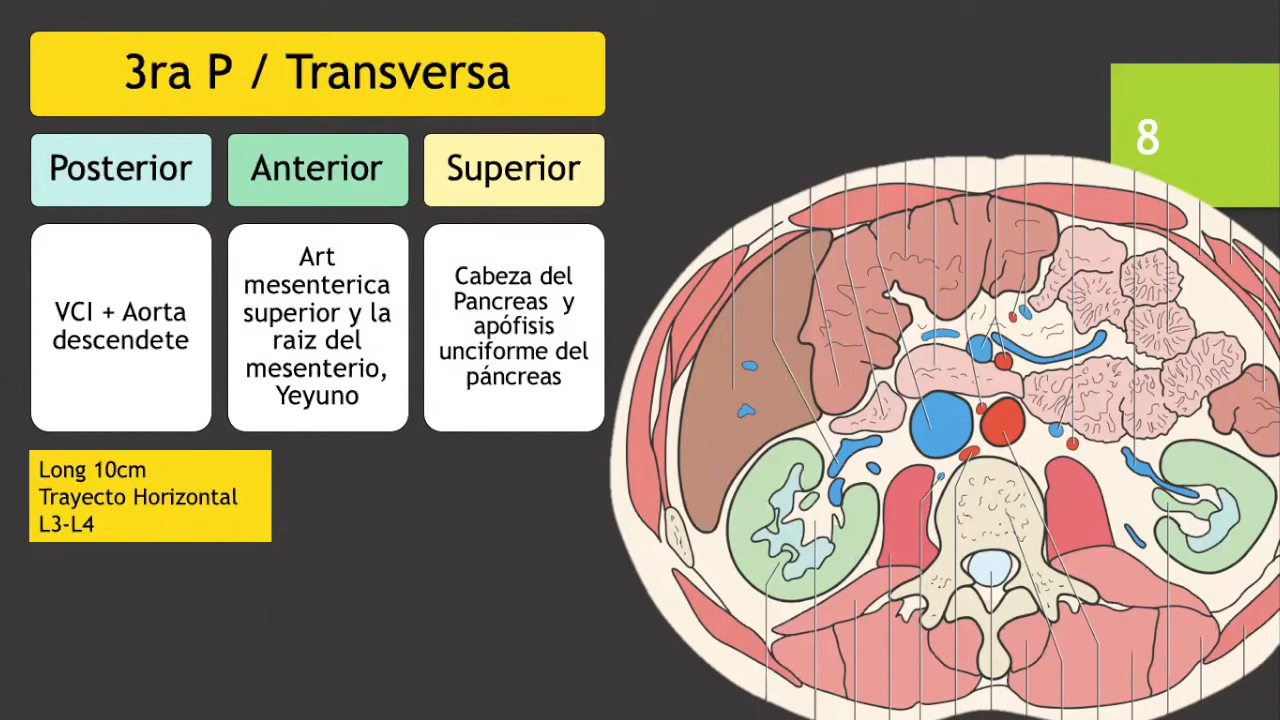 3ra P / Transversa
8
Posterior
Anterior
Superior
VCI + Aorta
descendete
Art
mesenterica
superior y la
raiz del
mesenterio,
Yeyuno
Cabeza del
Pancreas y
apófisis
unciforme del
páncreas
Long 10cm
Trayecto Horizontal
L3-L4